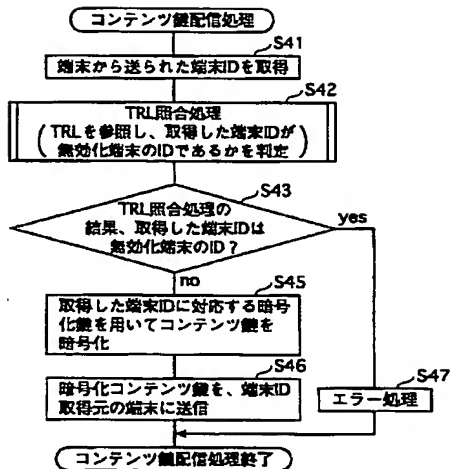 コンテンツ鍵配信処理
S41
端末から送られた端末IDを取得
S42
TRL照合処理
(TRLを参照し、取得した端末IDが
無効化端末のIDであるかを判定)
S43
TRL照合処理の
結果、取得した端末IDは
無効化端末のID?
yes
no
S45
取得した端末IDに対応する暗号
化鍵を用いてコンテンツ鍵を
暗号化
S46
暗号化コンテンツ鍵を、端末ID
取得元の端末に送信
S47
エラー処理
コンテンツ鍵配信処理終了